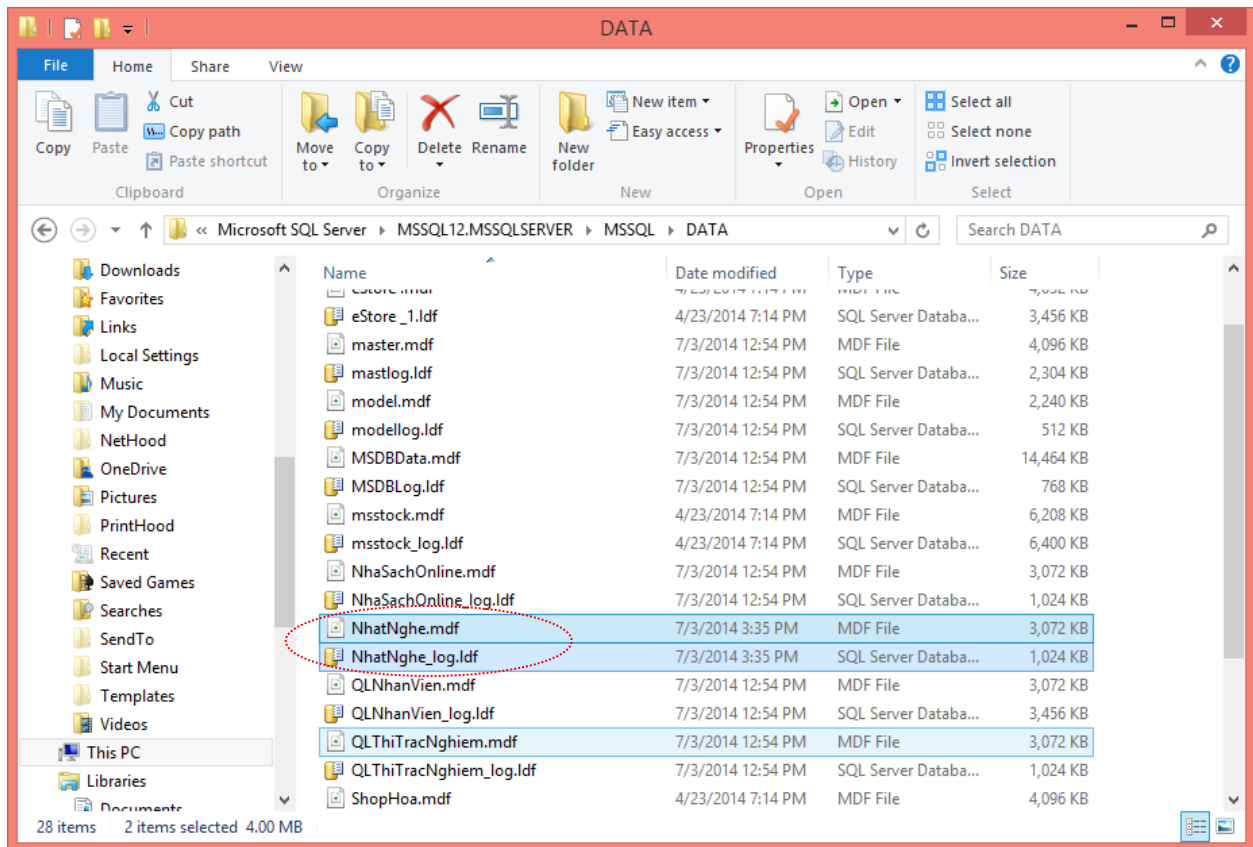 DATA
File Home Share View
Copy
Paste
Cut
Copy path
Paste shortcut
Clipboard
Move to
Copy to
Delete
Rename
Organize
New folder
New item
Easy access
New
Properties
Open
Edit
History
Open
Select all
Select none
Invert selection
Select
« Microsoft SQL Server MSSQL12.MSSQLSERVER MSSQL DATA
Search DATA
Downloads
Favorites
Links
Local Settings
Music
My Documents
NetHood
OneDrive
Pictures
PrintHood
Recent
Saved Games
Searches
SendTo
Start Menu
Templates
Videos
This PC
Libraries
Documents
Name Date modified Type Size
eStore .mdf 4/23/2014 7:14 PM MDF File 4,032 KB
eStore _1.ldf 4/23/2014 7:14 PM SQL Server Databa... 3,456 KB
master.mdf 7/3/2014 12:54 PM MDF File 4,096 KB
mastlog.ldf 7/3/2014 12:54 PM SQL Server Databa... 2,304 KB
model.mdf 7/3/2014 12:54 PM MDF File 2,240 KB
modellog.ldf 7/3/2014 12:54 PM SQL Server Databa... 512 KB
MSDBData.mdf 7/3/2014 12:54 PM MDF File 14,464 KB
MSDBLog.ldf 7/3/2014 12:54 PM SQL Server Databa... 768 KB
msstock.mdf 4/23/2014 7:14 PM MDF File 6,208 KB
msstock_log.ldf 4/23/2014 7:14 PM SQL Server Databa... 6,400 KB
NhaSachOnline.mdf 7/3/2014 12:54 PM MDF File 3,072 KB
NhaSachOnline_log.ldf 7/3/2014 12:54 PM SQL Server Databa... 1,024 KB
NhatNghe.mdf 7/3/2014 3:35 PM MDF File 3,072 KB
NhatNghe_log.ldf 7/3/2014 3:35 PM SQL Server Databa... 1,024 KB
QLNhanVien.mdf 7/3/2014 12:54 PM MDF File 3,072 KB
QLNhanVien_log.ldf 7/3/2014 12:54 PM SQL Server Databa... 3,456 KB
QLThiTracNghiem.mdf 7/3/2014 12:54 PM MDF File 3,072 KB
QLThiTracNghiem_log.ldf 7/3/2014 12:54 PM SQL Server Databa... 1,024 KB
ShopHoa.mdf 4/23/2014 7:14 PM MDF File 4,096 KB
28 items 2 items selected 4.00 MB